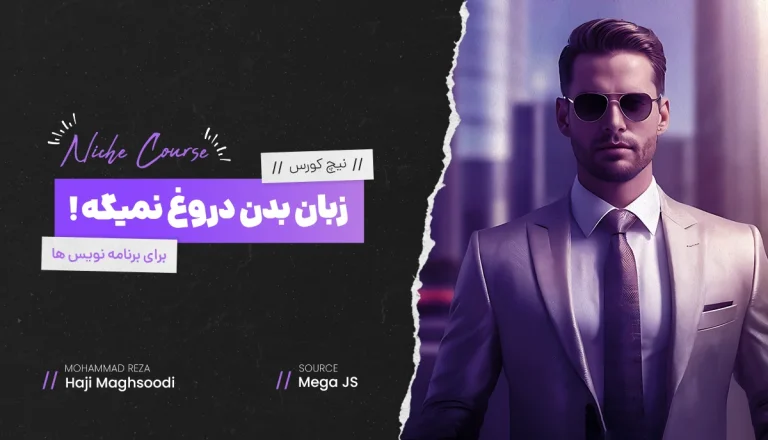 Niche Course
// نیچ کورس //
زبان بدن دروغ نمیگه!
برای برنامه نویس ها
// MOHAMMAD REZA
Haji Maghsoodi
// SOURCE
Mega JS